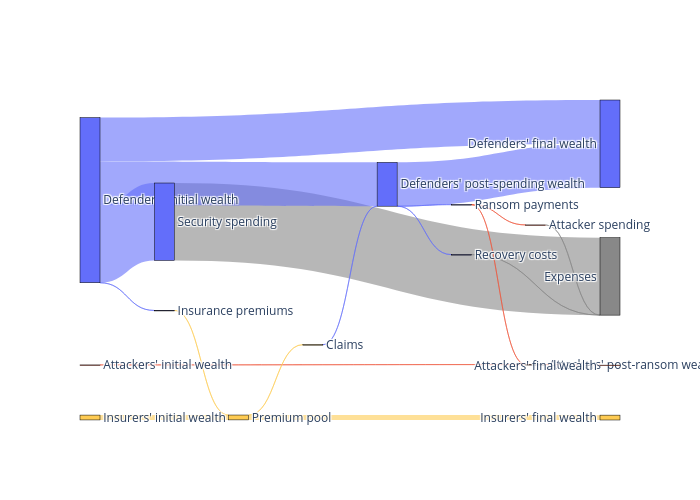 Defenders' final wealth
Defenders' post-spending wealth
Defenders' initial wealth
Ransom payments
Security spending
Attacker spending
Recovery costs
Expenses
Insurance premiums
Claims
Attackers' initial wealth
Attackers' final wealth
post-ransom wea
Insurers' initial wealth
Premium pool
Insurers' final wealth